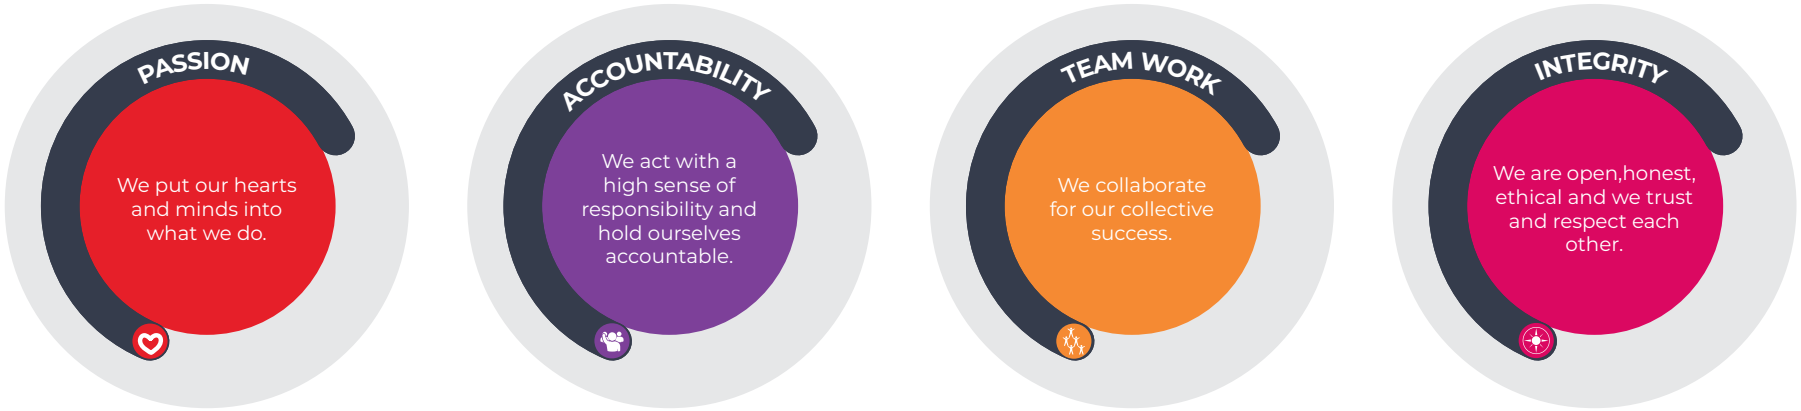 PASSION
We put our hearts
and minds into
what we do.
ACCOUNTABILITY
We act with a
high sense of
responsibility and
hold ourselves
accountable.
TEAM WORK
We collaborate
for our collective
success.
INTEGRITY
We are open,honest,
ethical and we trust
and respect each
other.